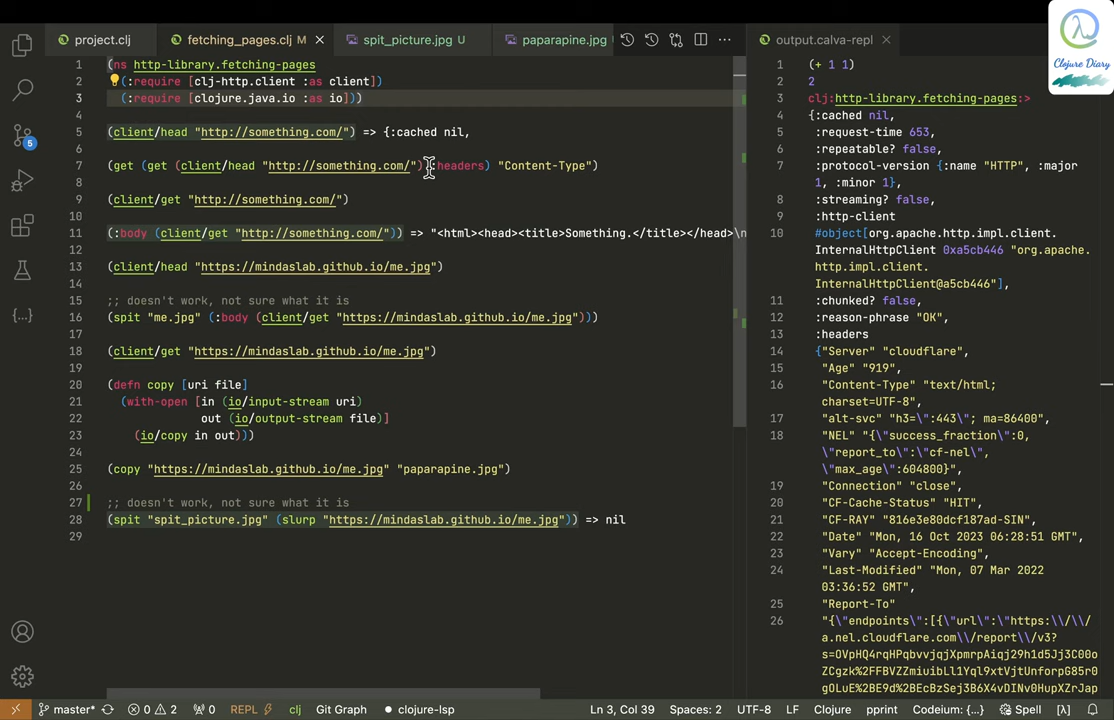 project.clj
fetching_pages.clj M
spit_picture.jpg U
paparapine.jpg U
output.calva-repl
Clojure Diary
1 (ns http-library.fetching-pages
2 (:require [clj-http.client :as client])
3 (:require [clojure.java.io :as io]))
4
5 (client/head "http://something.com/") => {:cached nil,
6
7 (get (get (client/head "http://something.com/") :headers) "Content-Type")
8
9 (client/get "http://something.com/")
10
11 (:body (client/get "http://something.com/")) => "<html><head><title>Something.</title></head>\n
12
13 (client/head "https://mindaslab.github.io/me.jpg")
14
15 ;; doesn't work, not sure what it is
16 (spit "me.jpg" (:body (client/get "https://mindaslab.github.io/me.jpg")))
17
18 (client/get "https://mindaslab.github.io/me.jpg")
19
20 (defn copy [uri file]
21 (with-open [in (io/input-stream uri)
22 out (io/output-stream file)]
23 (io/copy in out)))
24
25 (copy "https://mindaslab.github.io/me.jpg" "paparapine.jpg")
26
27 ;; doesn't work, not sure what it is
28 (spit "spit_picture.jpg" (slurp "https://mindaslab.github.io/me.jpg")) => nil
29
1 (+ 1 1)
2 2
3 clj:http-library.fetching-pages:>
4 {:cached nil,
5 :request-time 653,
6 :repeatable? false,
7 :protocol-version {:name "HTTP", :major
1, :minor 1},
8 :streaming? false,
9 :http-client
10 #object[org.apache.http.impl.client.
InternalHttpClient 0xa5cb446 "org.apache.
http.impl.client.
InternalHttpClient@a5cb446"],
11 :chunked? false,
12 :reason-phrase "OK",
13 :headers
14 {"Server" "cloudflare",
15 "Age" "919",
16 "Content-Type" "text/html;
charset=UTF-8",
17 "alt-svc" "h3=\":443\"; ma=86400",
18 "NEL" "{\"success_fraction\":0,
\"report_to\":\"cf-nel\",
\"max_age\":604800}",
19 "Connection" "close",
20 "CF-Cache-Status" "HIT",
21 "CF-RAY" "816e3e80dcf187ad-SIN",
22 "Date" "Mon, 16 Oct 2023 06:28:51 GMT",
23 "Vary" "Accept-Encoding",
24 "Last-Modified" "Mon, 07 Mar 2022
03:36:52 GMT",
25 "Report-To"
26 "{\"endpoints\":[{\"url\":\"https:\\/\\/
a.nel.cloudflare.com\\/report\\/v3?
5
master* 0 2 0 REPL clj Git Graph clojure-lsp Ln 3, Col 39 Spaces: 2 UTF-8 LF Clojure pprint Codeium: {...} Spell [λ]